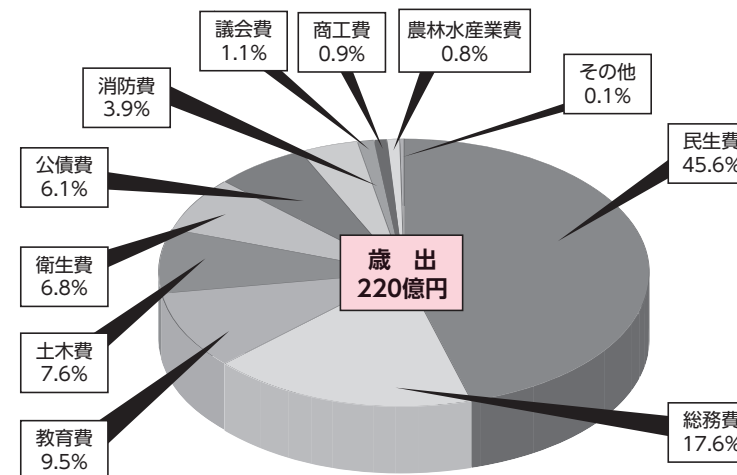 議会費
1.1%
商工費
0.9%
農林水産業費
0.8%
その他
0.1%
消防費
3.9%
民生費
45.6%
公債費
6.1%
衛生費
6.8%
歳 出
220億円
土木費
7.6%
教育費
9.5%
総務費
17.6%